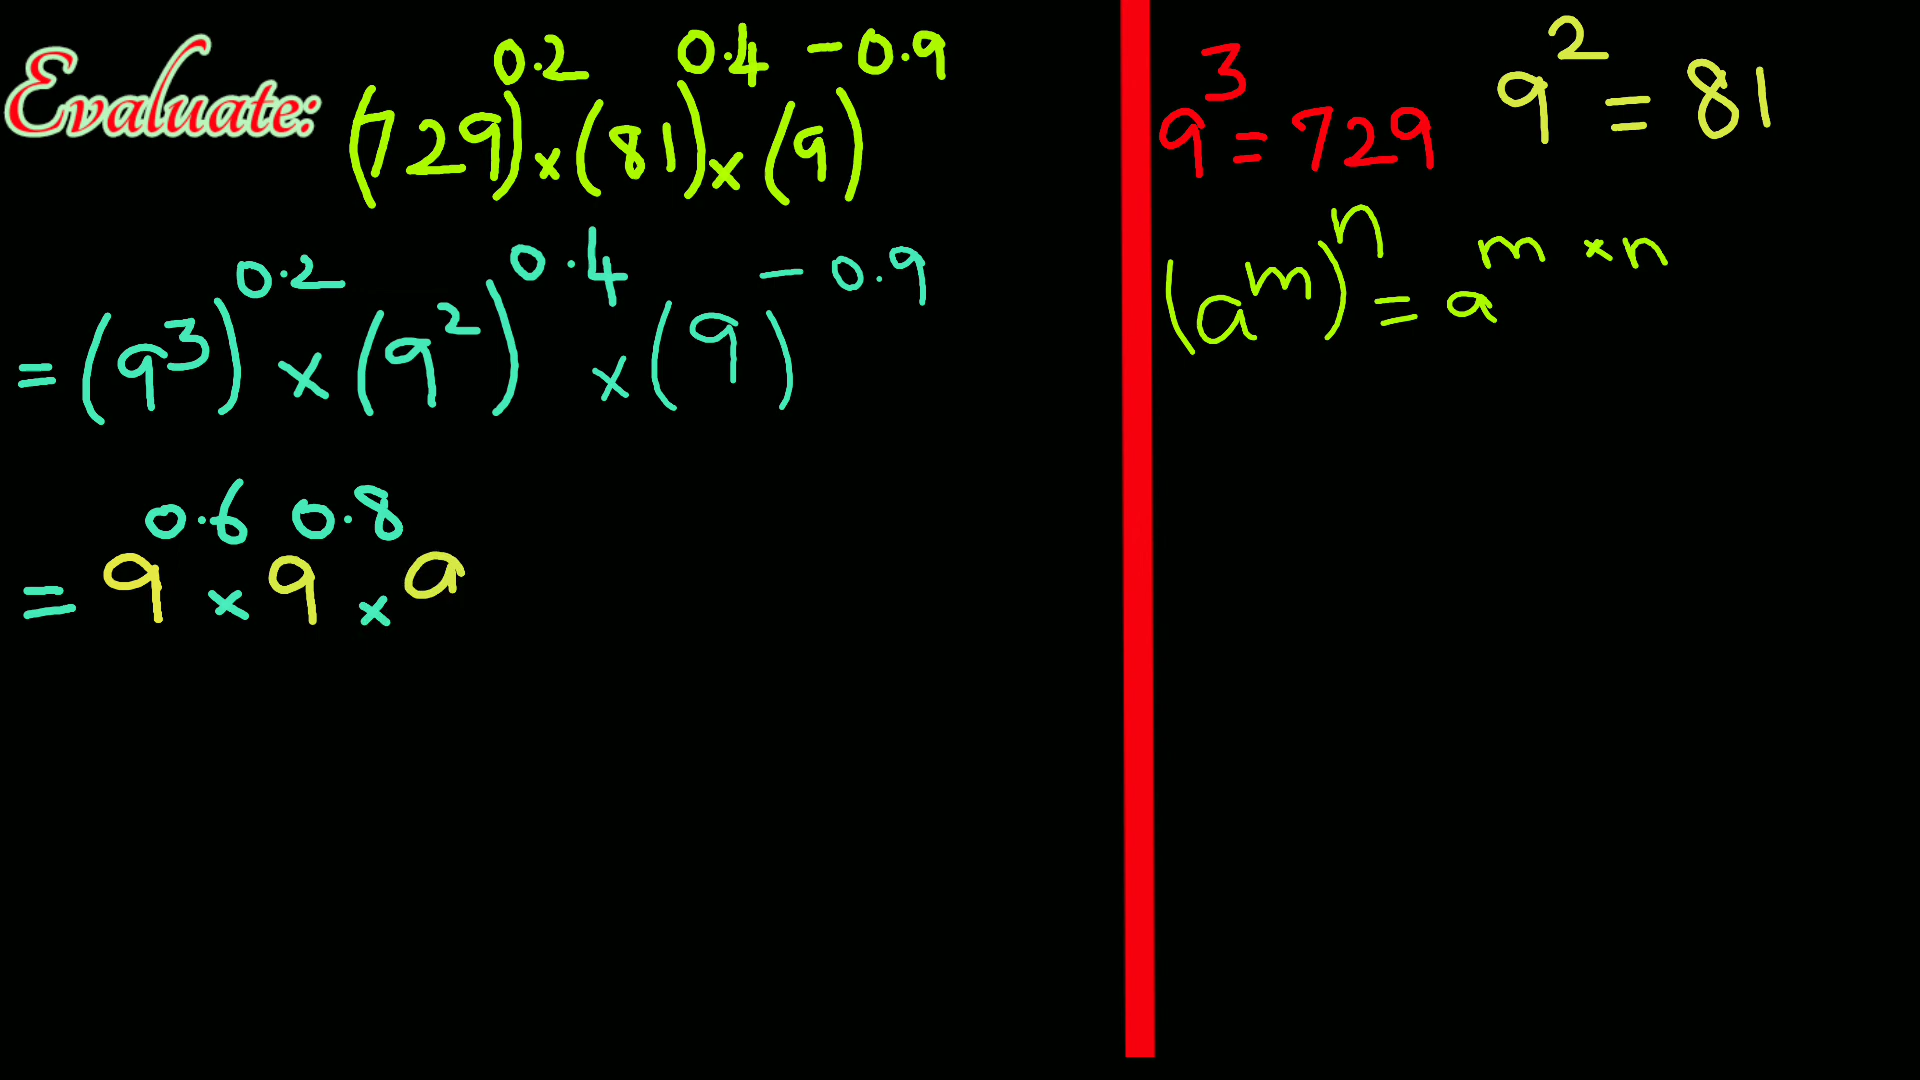 Evaluate: (729)^0.2 × (81)^0.4 × (9)^-0.9
= (9^3)^0.2 × (9^2)^0.4 × (9)^-0.9
= 9^0.6 × 9^0.8 × a
9^3 = 729
9^2 = 81
(a^m)^n = a^m×n